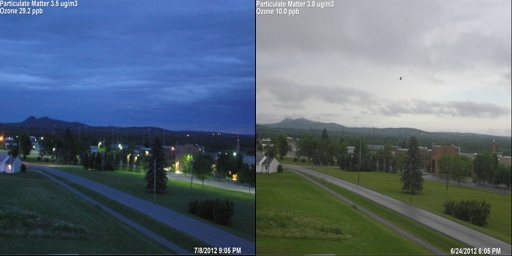 Particulate Matter 3.5 ug/m3
Ozone 29.2 ppb
7/8/2012 9:05 PM
Particulate Matter 3.8 ug/m3
Ozone 10.0 ppb
6/24/2012 6:05 PM